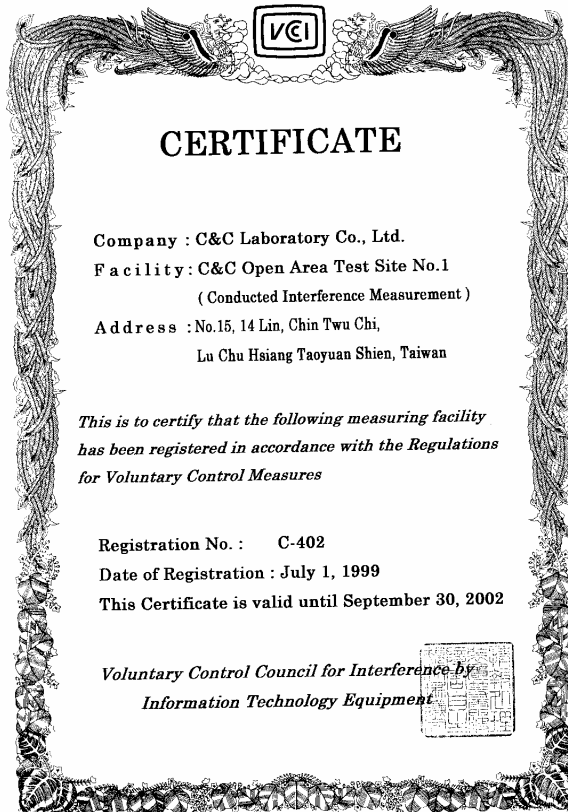 VCCI
CERTIFICATE
Company : C&C Laboratory Co., Ltd.
Facility: C&C Open Area Test Site No.1
( Conducted Interference Measurement )
Address : No.15, 14 Lin, Chin Twu Chi,
Lu Chu Hsiang Taoyuan Shien, Taiwan
This is to certify that the following measuring facility
has been registered in accordance with the Regulations
for Voluntary Control Measures
Registration No. : C-402
Date of Registration : July 1, 1999
This Certificate is valid until September 30, 2002
Voluntary Control Council for Interference by
Information Technology Equipment